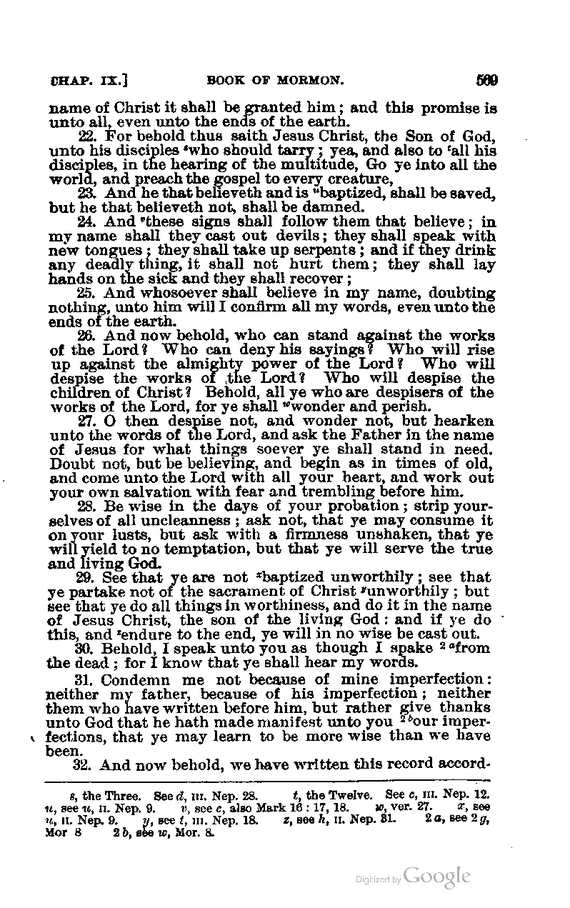 CHAP. IX.] BOOK OF MORMON. 569
name of Christ it shall be granted him; and this promise is
unto all, even unto the ends of the earth.
22. For behold thus saith Jesus Christ, the Son of God,
unto his disciples ˢwho should tarry; yea, and also to ᵗall his
disciples, in the hearing of the multitude, Go ye into all the
world, and preach the gospel to every creature,
23. And he that believeth and is ᵘbaptized, shall be saved,
but he that believeth not, shall be damned.
24. And ᵛthese signs shall follow them that believe; in
my name shall they cast out devils; they shall speak with
new tongues; they shall take up serpents; and if they drink
any deadly thing, it shall not hurt them; they shall lay
hands on the sick and they shall recover;
25. And whosoever shall believe in my name, doubting
nothing, unto him will I confirm all my words, even unto the
ends of the earth.
26. And now behold, who can stand against the works
of the Lord? Who can deny his sayings? Who will rise
up against the almighty power of the Lord? Who will
despise the works of the Lord? Who will despise the
children of Christ? Behold, all ye who are despisers of the
works of the Lord, for ye shall ʷwonder and perish.
27. O then despise not, and wonder not, but hearken
unto the words of the Lord, and ask the Father in the name
of Jesus for what things soever ye shall stand in need.
Doubt not, but be believing, and begin as in times of old,
and come unto the Lord with all your heart, and work out
your own salvation with fear and trembling before him.
28. Be wise in the days of your probation; strip your-
selves of all uncleanness; ask not, that ye may consume it
on your lusts, but ask with a firmness unshaken, that ye
will yield to no temptation, but that ye will serve the true
and living God.
29. See that ye are not ˣbaptized unworthily; see that
ye partake not of the sacrament of Christ ʸunworthily; but
see that ye do all things in worthiness, and do it in the name
of Jesus Christ, the son of the living God: and if ye do
this, and ᶻendure to the end, ye will in no wise be cast out.
30. Behold, I speak unto you as though I spake ²ᵃfrom
the dead; for I know that ye shall hear my words.
31. Condemn me not because of mine imperfection:
neither my father, because of his imperfection; neither
them who have written before him, but rather give thanks
unto God that he hath made manifest unto you ²ᵇour imper-
fections, that ye may learn to be more wise than we have
been.
32. And now behold, we have written this record accord-
s, the Three. See d, III. Nep. 28. t, the Twelve. See c, III. Nep. 12.
u, see u, II. Nep. 9. v, see c, also Mark 16: 17, 18. w, ver. 27. x, see
u, II. Nep. 9. y, see t, III. Nep. 18. z, see h, II. Nep. 31. 2 a, see 2 g,
Mor 8 2 b, see w, Mor. 8.
Digitized by Google